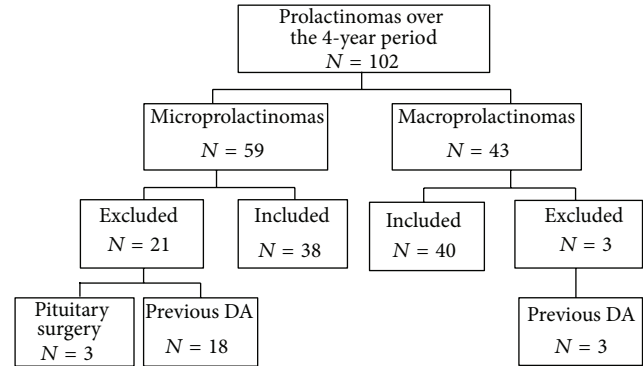 Prolactinomas over
the 4-year period
N = 102
Microprolactinomas
N = 59
Macroprolactinomas
N = 43
Excluded
N = 21
Included
N = 38
Included
N = 40
Excluded
N = 3
Pituitary
surgery
N = 3
Previous DA
N = 18
Previous DA
N = 3